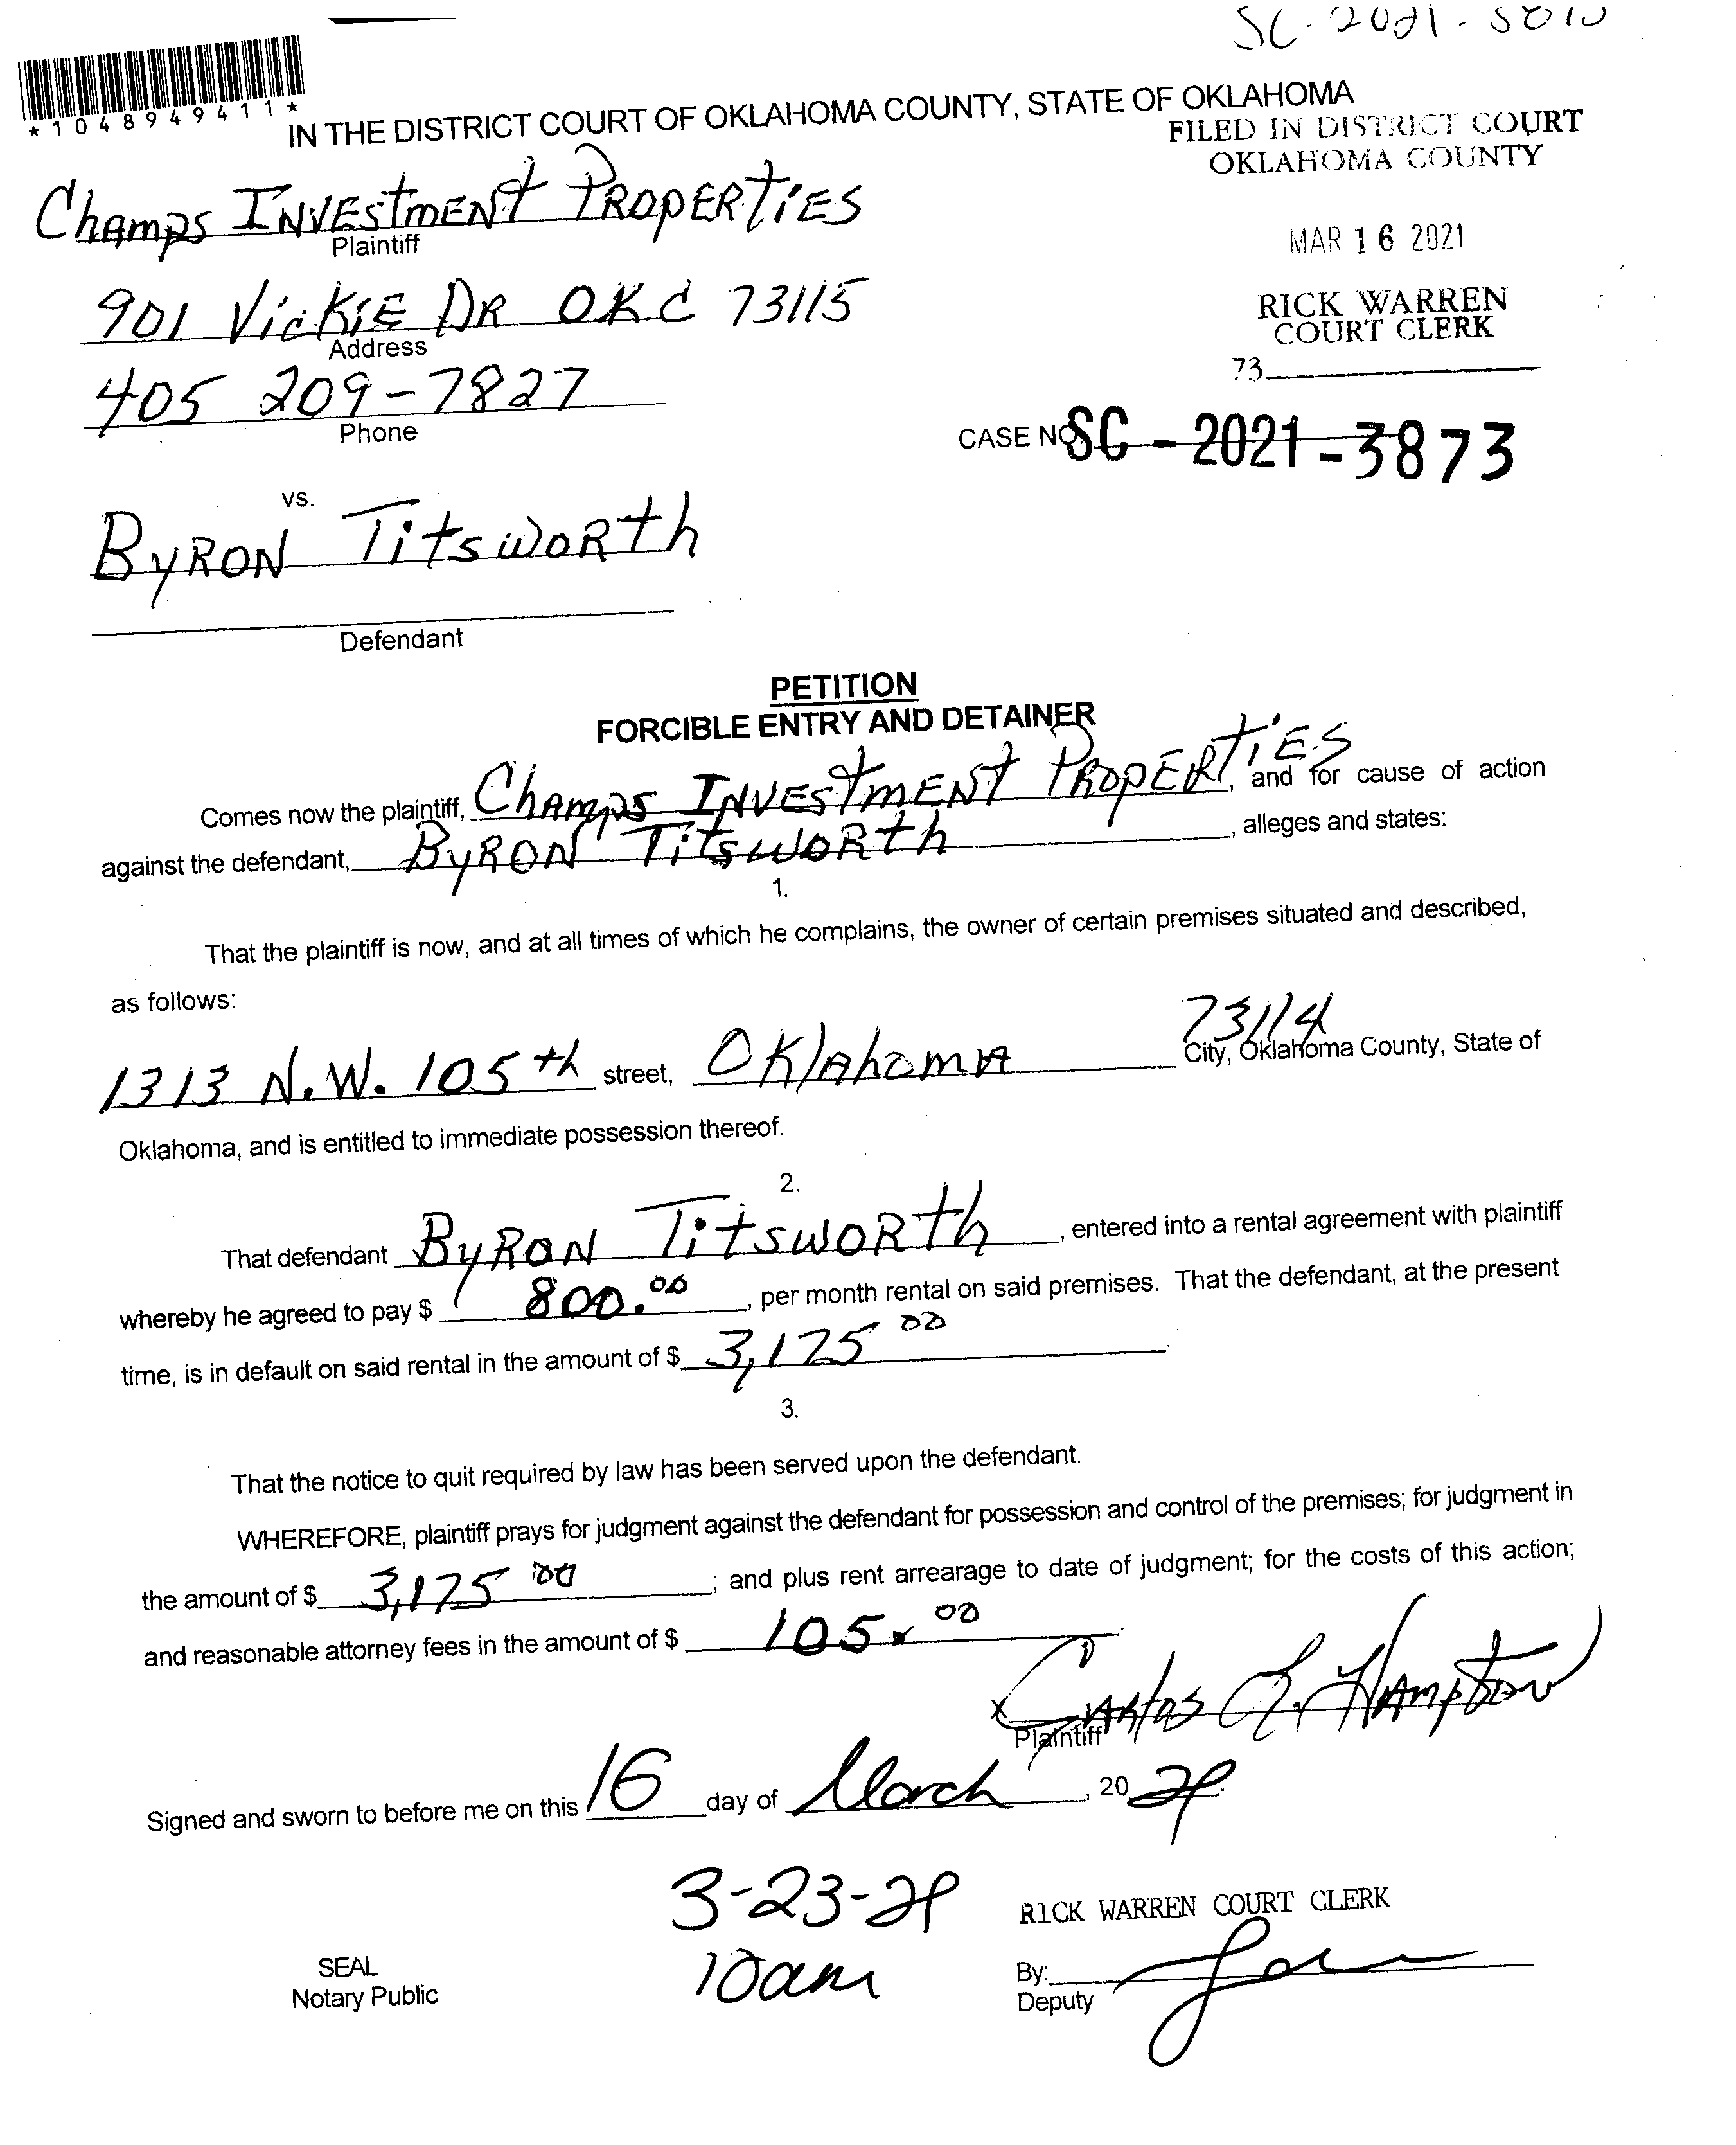 SC-2021-
*1048949411*
IN THE DISTRICT COURT OF OKLAHOMA COUNTY, STATE OF OKLAHOMA
FILED IN DISTRICT COURT
OKLAHOMA COUNTY
Champs Investment Properties
Plaintiff
MAR 16 2021
901 Vickie Dr OKC 73115
Address
RICK WARREN
COURT CLERK
73
405 209-7827
Phone
CASE NO. SC-2021-3873
vs.
Byron Titsworth
Defendant
PETITION
FORCIBLE ENTRY AND DETAINER
Comes now the plaintiff, Champs Investment Properties, and for cause of action
against the defendant, Byron Titsworth, alleges and states:
1.
That the plaintiff is now, and at all times of which he complains, the owner of certain premises situated and described,
as follows:
73114
1313 N.W. 105th street, Oklahoma City, Oklahoma County, State of
Oklahoma, and is entitled to immediate possession thereof.
2.
That defendant Byron Titsworth, entered into a rental agreement with plaintiff
whereby he agreed to pay $ 800.00, per month rental on said premises. That the defendant, at the present
time, is in default on said rental in the amount of $ 3,175 00
3.
That the notice to quit required by law has been served upon the defendant.
WHEREFORE, plaintiff prays for judgment against the defendant for possession and control of the premises; for judgment in
the amount of $ 3,175 00; and plus rent arrearage to date of judgment; for the costs of this action;
and reasonable attorney fees in the amount of $ 105.00.
x Carlos L. Hampton
Plaintiff
Signed and sworn to before me on this 16 day of March, 2021.
3-23-21
10am
RICK WARREN COURT CLERK
SEAL
Notary Public
By:
Deputy